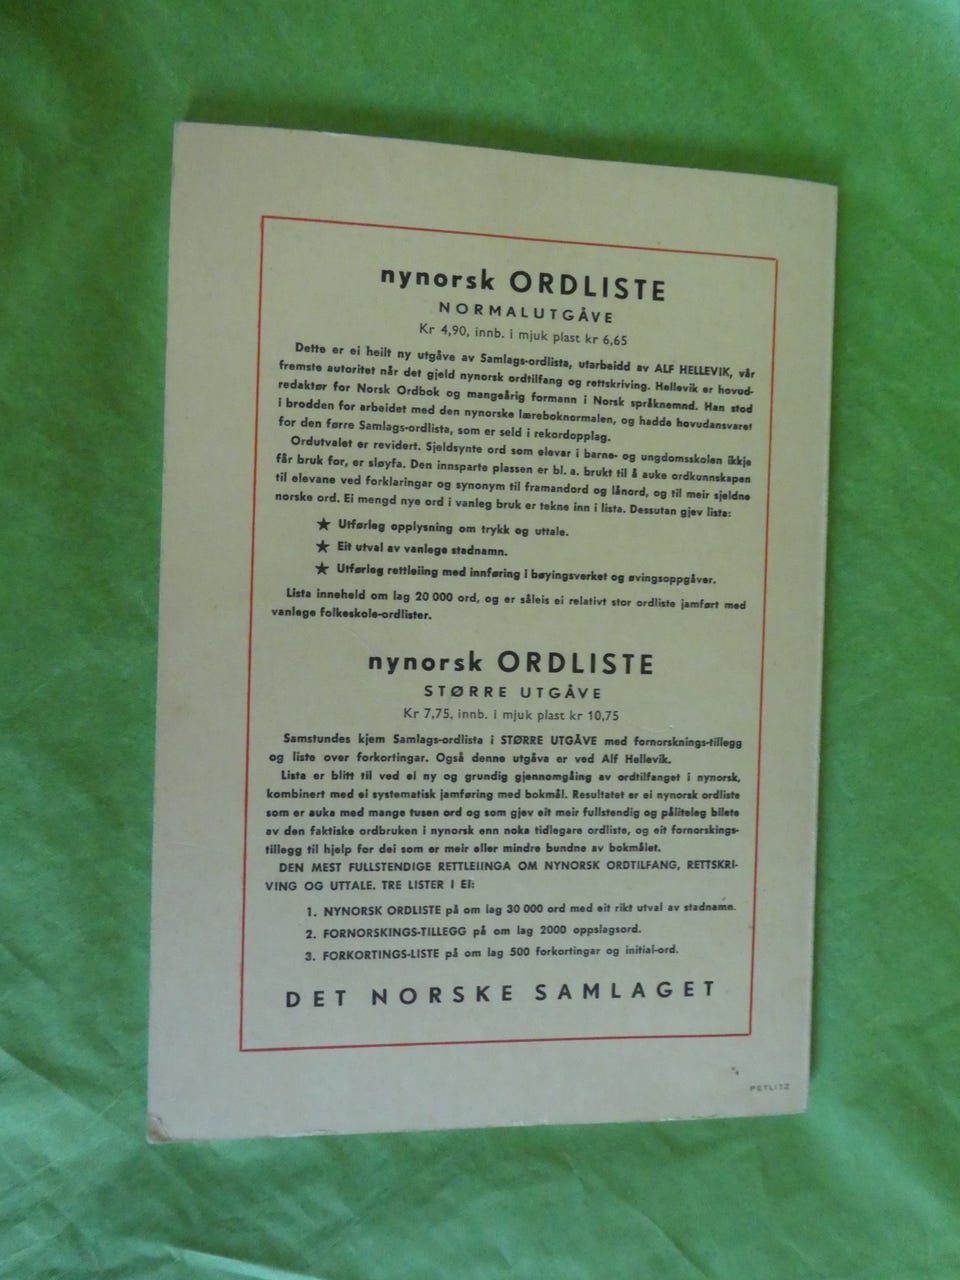 nynorsk ORDLISTE
NORMALUTGÅVE
Kr 4,90, innb. i mjuk plast kr 6,65
Dette er ei heilt ny utgåve av Samlags-ordlista, utarbeidd av ALF HELLEVIK, vår
fremste autoritet når det gjeld nynorsk ordtilfang og rettskriving. Hellevik er hovud-
redaktør for Norsk Ordbok og mangeårig formann i Norsk språknemnd. Han stod
i brodden for arbeidet med den nynorske læreboknormalen, og hadde hovudansvaret
for den førre Samlags-ordlista, som er seld i rekordopplag.
Ordutvalet er revidert. Sjeldsynte ord som elevar i barne- og ungdomsskolen ikkje
får bruk for, er sløyfa. Den innsparte plassen er bl. a. brukt til å auke ordkunnskapen
til elevane ved forklaringar og synonym til framandord og lånord, og til meir sjeldne
norske ord. Ei mengd nye ord i vanleg bruk er tekne inn i lista. Dessutan gjev lista:
★ Utførleg opplysning om trykk og uttale.
★ Eit utval av vanlege stadnamn.
★ Utførleg rettleiing med innføring i bøyingsverket og øvingsoppgåver.
Lista inneheld om lag 20 000 ord, og er såleis ei relativt stor ordliste jamført med
vanlege folkeskole-ordlister.
nynorsk ORDLISTE
STØRRE UTGÅVE
Kr 7,75, innb. i mjuk plast kr 10,75
Samstundes kjem Samlags-ordlista i STØRRE UTGÅVE med fornorsknings-tillegg
og liste over forkortingar. Også denne utgåva er ved Alf Hellevik.
Lista er blitt til ved ei ny og grundig gjennomgåing av ordtilfanget i nynorsk,
kombinert med ei systematisk jamføring med bokmål. Resultatet er ei nynorsk ordliste
som er auka med mange tusen ord og som gjev eit meir fullstendig og påliteleg bilete
av den faktiske ordbruken i nynorsk enn noka tidlegare ordliste, og eit fornorskings-
tillegg til hjelp for dei som er meir eller mindre bundne av bokmålet.
DEN MEST FULLSTENDIGE RETTLEIINGA OM NYNORSK ORDTILFANG, RETTSKRI-
VING OG UTTALE. TRE LISTER I EI:
1. NYNORSK ORDLISTE på om lag 30 000 ord med eit rikt utval av stadnamn.
2. FORNORSKINGS-TILLEGG på om lag 2000 oppslagsord.
3. FORKORTINGS-LISTE på om lag 500 forkortingar og initial-ord.
DET NORSKE SAMLAGET
PETLITZ